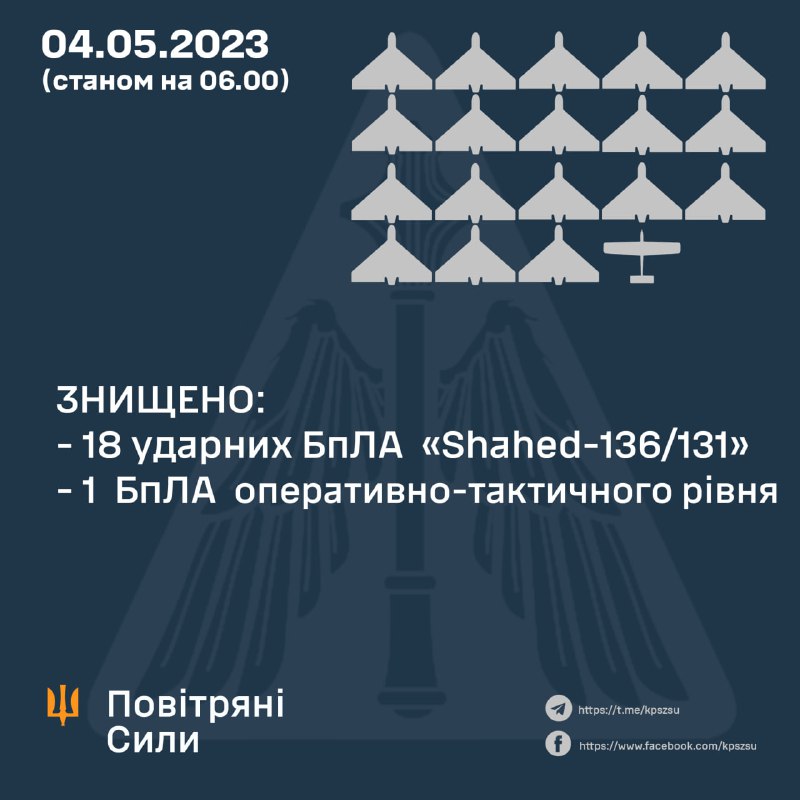 04.05.2023
(станом на 06.00)
ЗНИЩЕНО:
- 18 ударних БпЛА «Shahed-136/131»
- 1 БпЛА оперативно-тактичного рівня
Повітряні
Сили
https://t.me/kpszsu
https://www.facebook.com/kpszsu